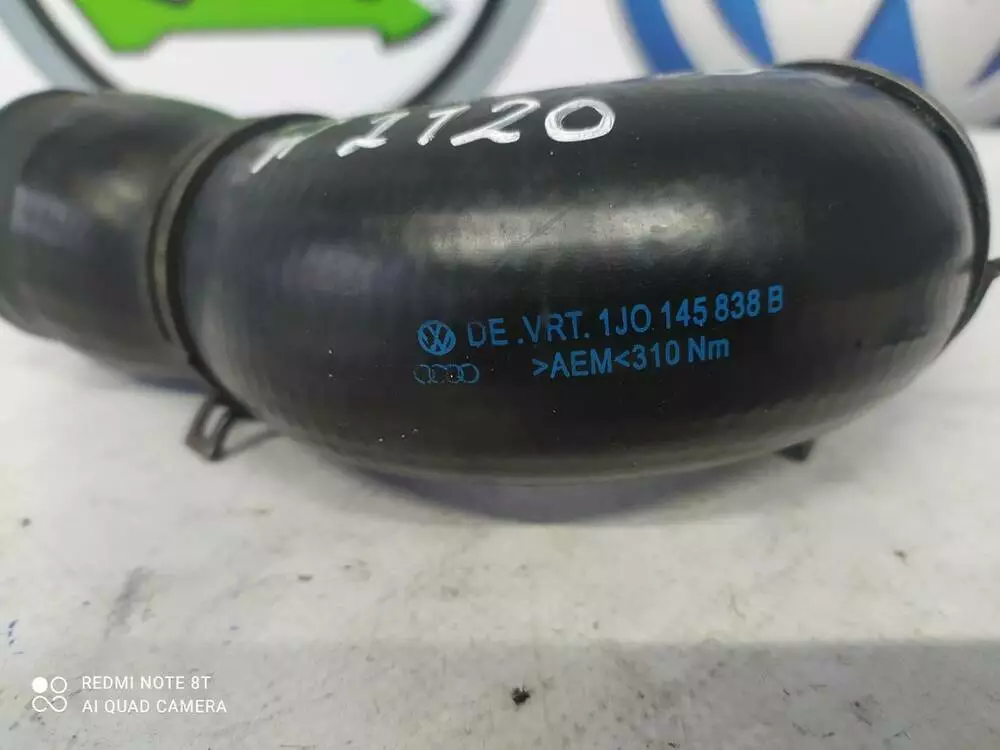 1120
DE.VRT. 1J0 145 838 B
>AEM<310 Nm
REDMI NOTE 8T
AI QUAD CAMERA